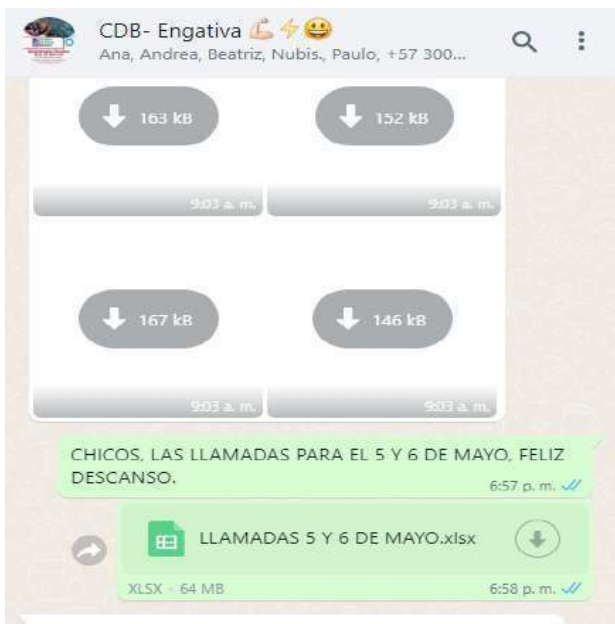 CDB- Engativa 💪⚡😃
Ana, Andrea, Beatriz, Nubis., Paulo, +57 300...
163 kB
152 kB
9:03 a. m.
9:03 a. m.
167 kB
146 kB
9:03 a. m.
9:03 a. m.
CHICOS, LAS LLAMADAS PARA EL 5 Y 6 DE MAYO, FELIZ
DESCANSO.
6:57 p. m.
LLAMADAS 5 Y 6 DE MAYO.xlsx
XLSX - 64 MB
6:58 p. m.